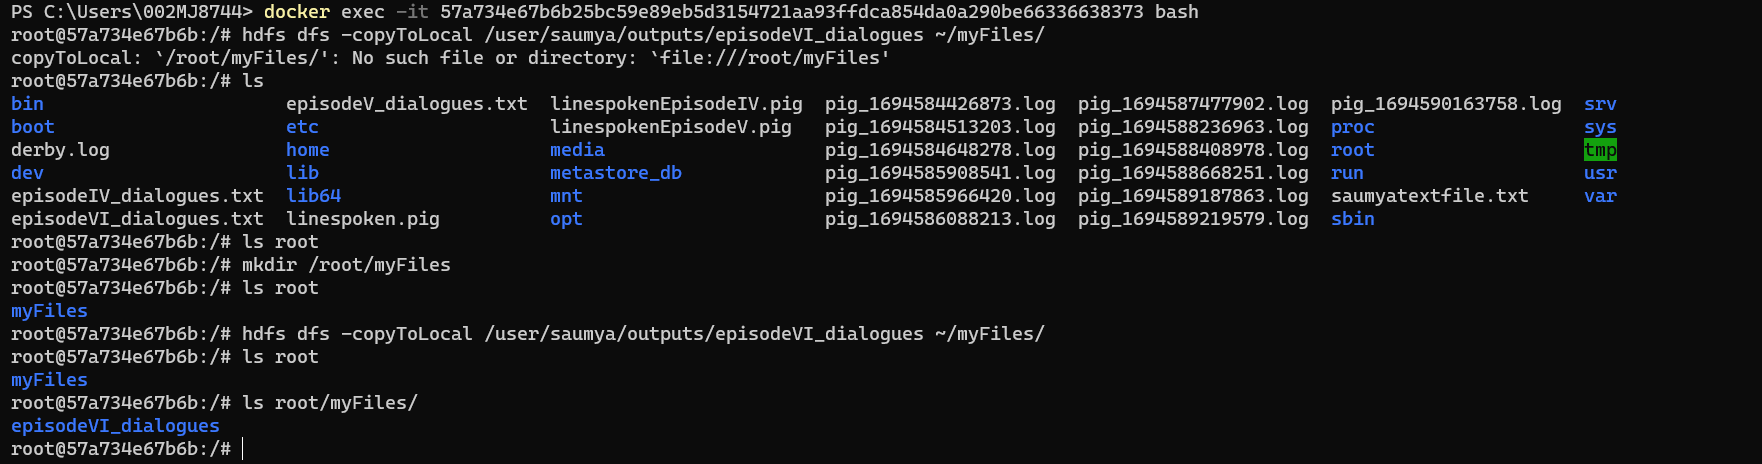 PS C:\Users\002MJ8744> docker exec -it 57a734e67b6b25bc59e89eb5d3154721aa93ffdca854da0a290be66336638373 bash
root@57a734e67b6b:/# hdfs dfs -copyToLocal /user/saumya/outputs/episodeVI_dialogues ~/myFiles/
copyToLocal: `/root/myFiles/': No such file or directory: `file:///root/myFiles'
root@57a734e67b6b:/# ls
bin episodeV_dialogues.txt linespokenEpisodeIV.pig pig_1694584426873.log pig_1694587477902.log pig_1694590163758.log srv
boot etc linespokenEpisodeV.pig pig_1694584513203.log pig_1694588236963.log proc sys
derby.log home media pig_1694584648278.log pig_1694588408978.log root tmp
dev lib metastore_db pig_1694585908541.log pig_1694588668251.log run usr
episodeIV_dialogues.txt lib64 mnt pig_1694585966420.log pig_1694589187863.log saumyatextfile.txt var
episodeVI_dialogues.txt linespoken.pig opt pig_1694586088213.log pig_1694589219579.log sbin
root@57a734e67b6b:/# ls root
root@57a734e67b6b:/# mkdir /root/myFiles
root@57a734e67b6b:/# ls root
myFiles
root@57a734e67b6b:/# hdfs dfs -copyToLocal /user/saumya/outputs/episodeVI_dialogues ~/myFiles/
root@57a734e67b6b:/# ls root
myFiles
root@57a734e67b6b:/# ls root/myFiles/
episodeVI_dialogues
root@57a734e67b6b:/#